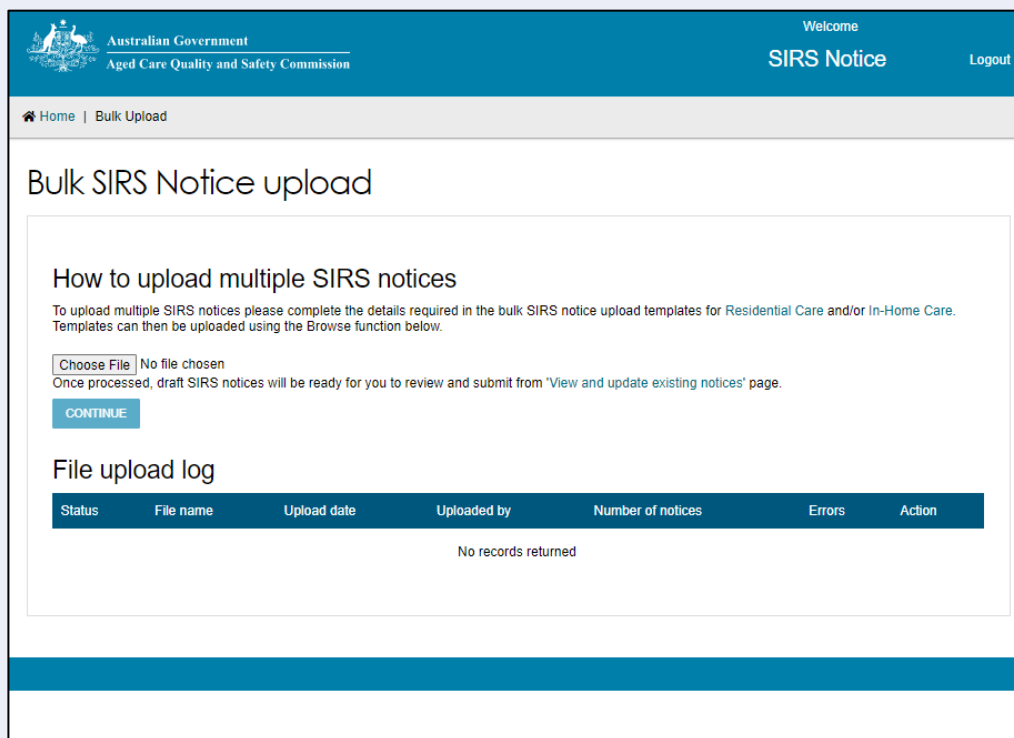 Australian Government
Aged Care Quality and Safety Commission
Welcome
SIRS Notice
Logout
Home | Bulk Upload
Bulk SIRS Notice upload
How to upload multiple SIRS notices
To upload multiple SIRS notices please complete the details required in the bulk SIRS notice upload templates for Residential Care and/or In-Home Care.
Templates can then be uploaded using the Browse function below.
Choose File No file chosen
Once processed, draft SIRS notices will be ready for you to review and submit from 'View and update existing notices' page.
CONTINUE
File upload log
Status File name Upload date Uploaded by Number of notices Errors Action
No records returned